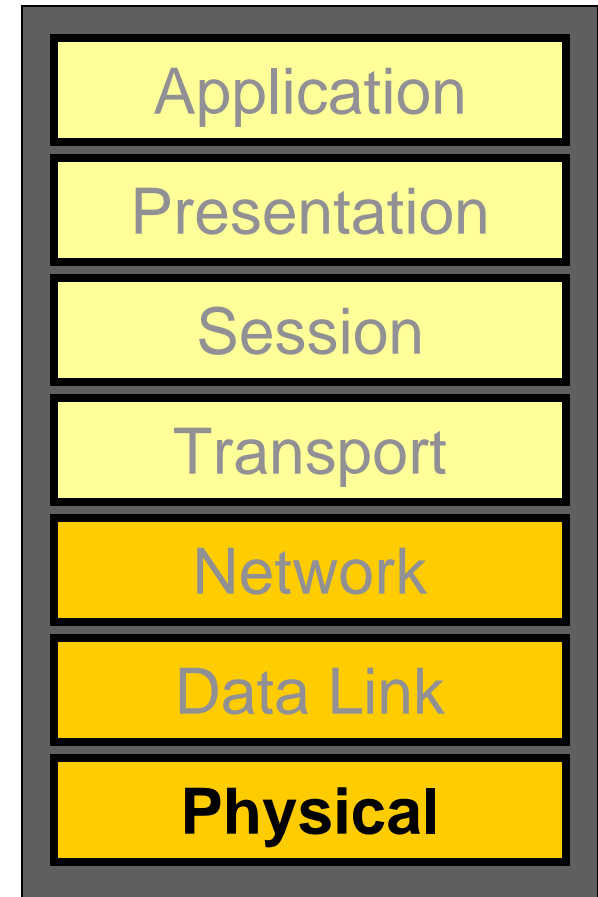 Application
Presentation
Session
Transport
Network
Data Link
Physical